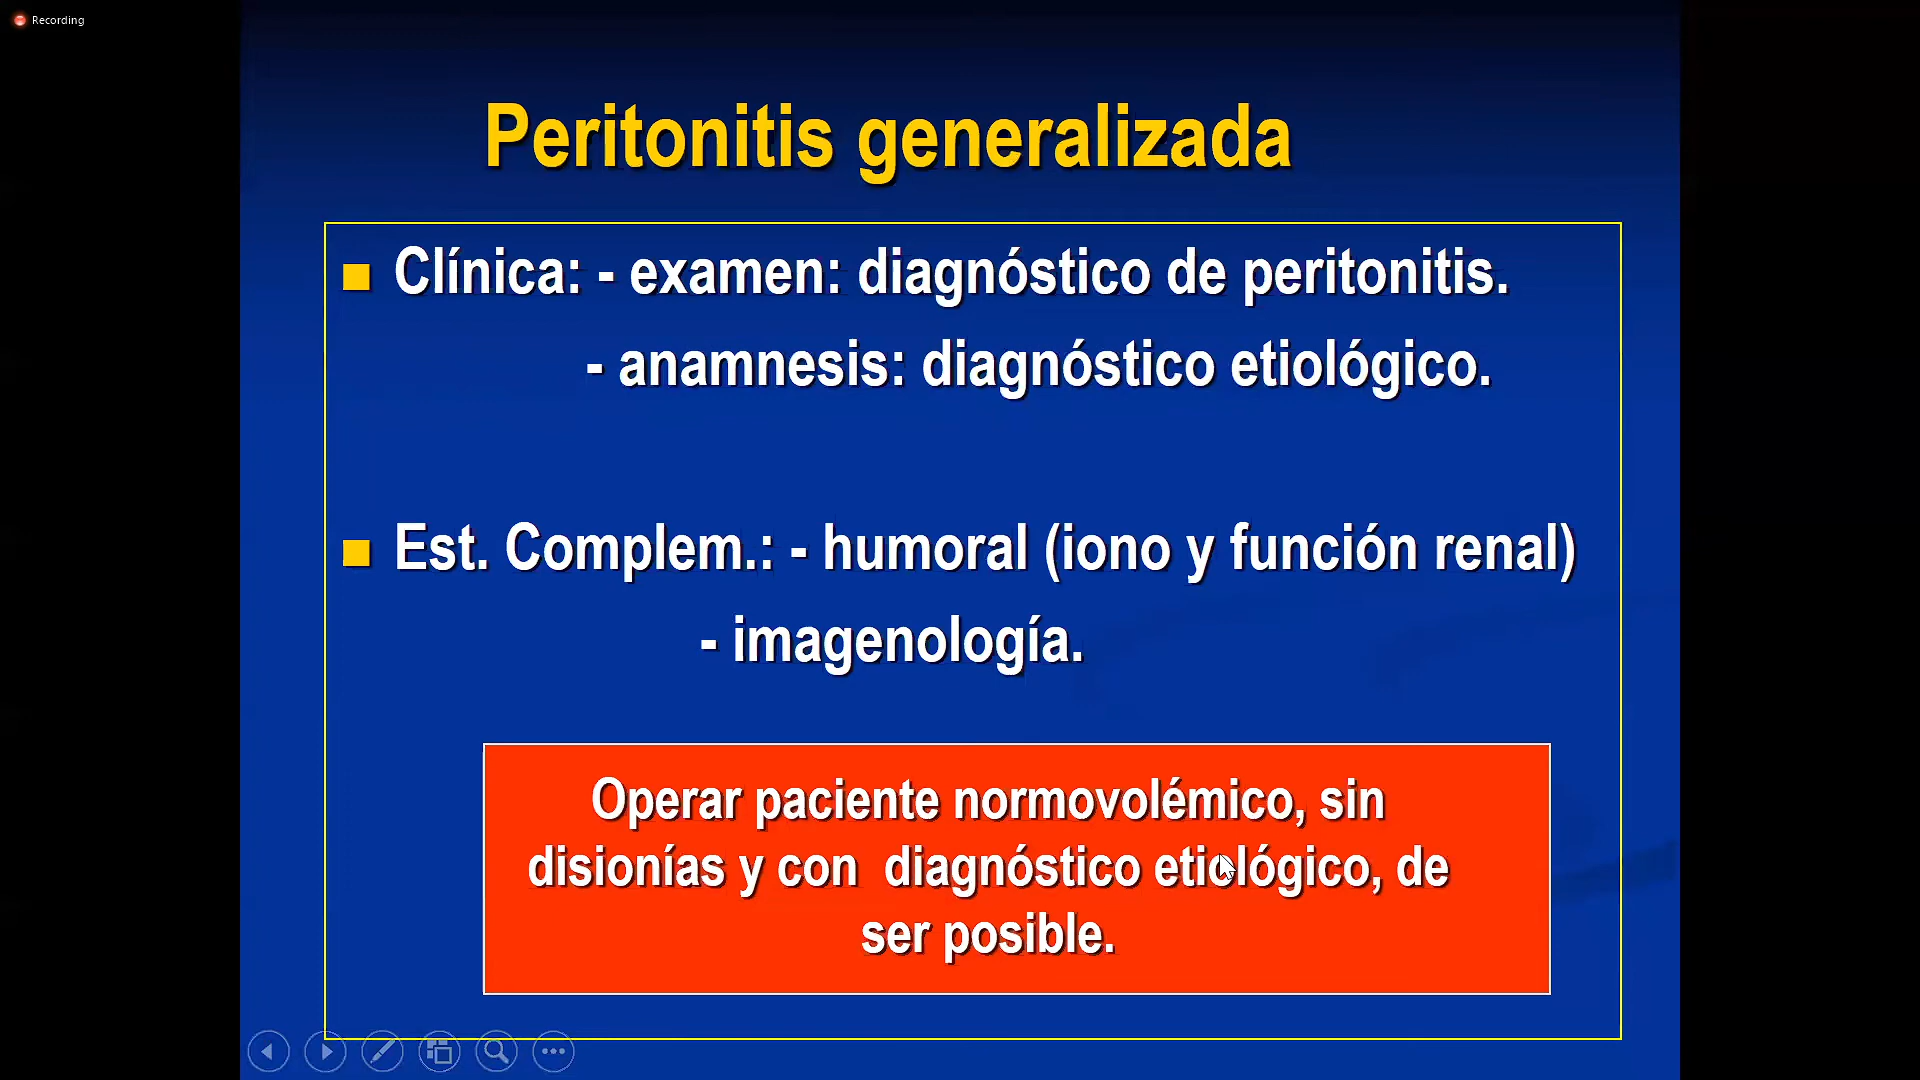 Recording
Peritonitis generalizada
Clínica: - examen: diagnóstico de peritonitis.
- anamnesis: diagnóstico etiológico.
Est. Complem.: - humoral (iono y función renal)
- imagenología.
Operar paciente normovolémico, sin
disionías y con diagnóstico etiológico, de
ser posible.